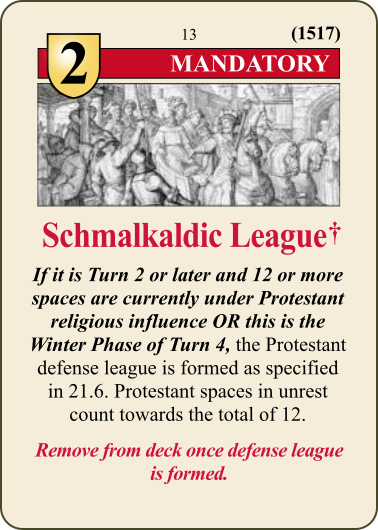 13
(1517)
2
MANDATORY
Schmalkaldic League†
If it is Turn 2 or later and 12 or more
spaces are currently under Protestant
religious influence OR this is the
Winter Phase of Turn 4, the Protestant
defense league is formed as specified
in 21.6. Protestant spaces in unrest
count towards the total of 12.
Remove from deck once defense league
is formed.